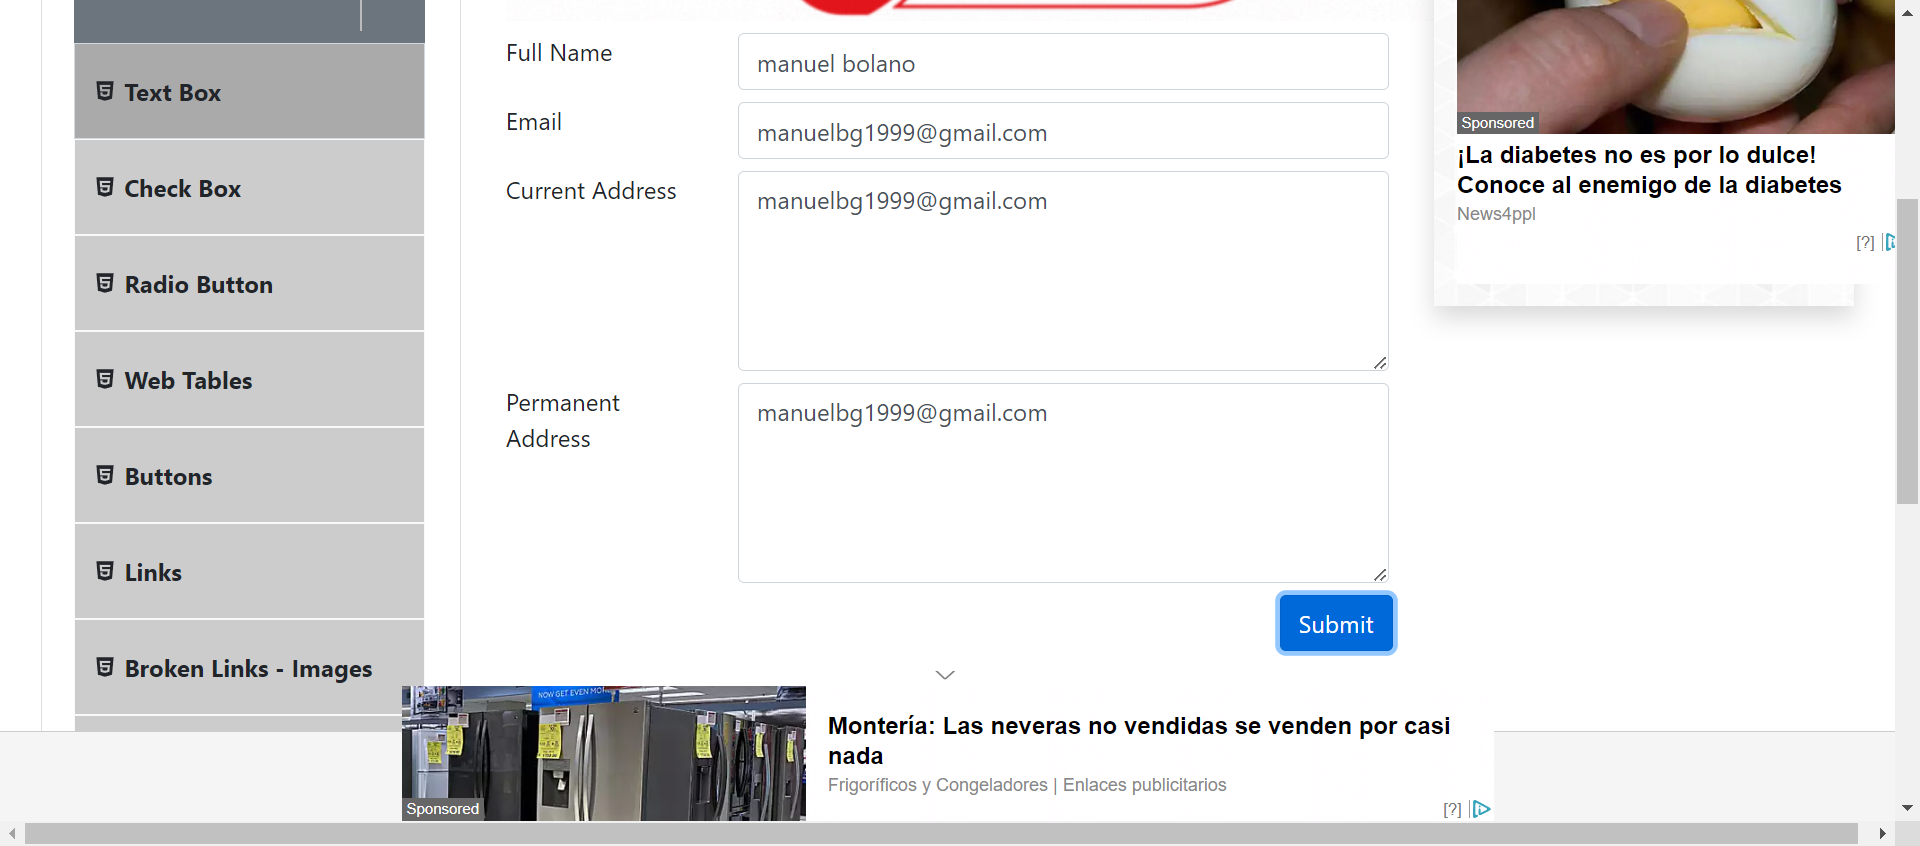 Text Box
Check Box
Radio Button
Web Tables
Buttons
Links
Broken Links - Images
Full Name
manuel bolano
Email
manuelbg1999@gmail.com
Current Address
manuelbg1999@gmail.com
Permanent
Address
manuelbg1999@gmail.com
Submit
Sponsored
¡La diabetes no es por lo dulce!
Conoce al enemigo de la diabetes
News4ppl
[?]
NOW GET EVEN MO
Sponsored
Montería: Las neveras no vendidas se venden por casi
nada
Frigoríficos y Congeladores | Enlaces publicitarios
[?]